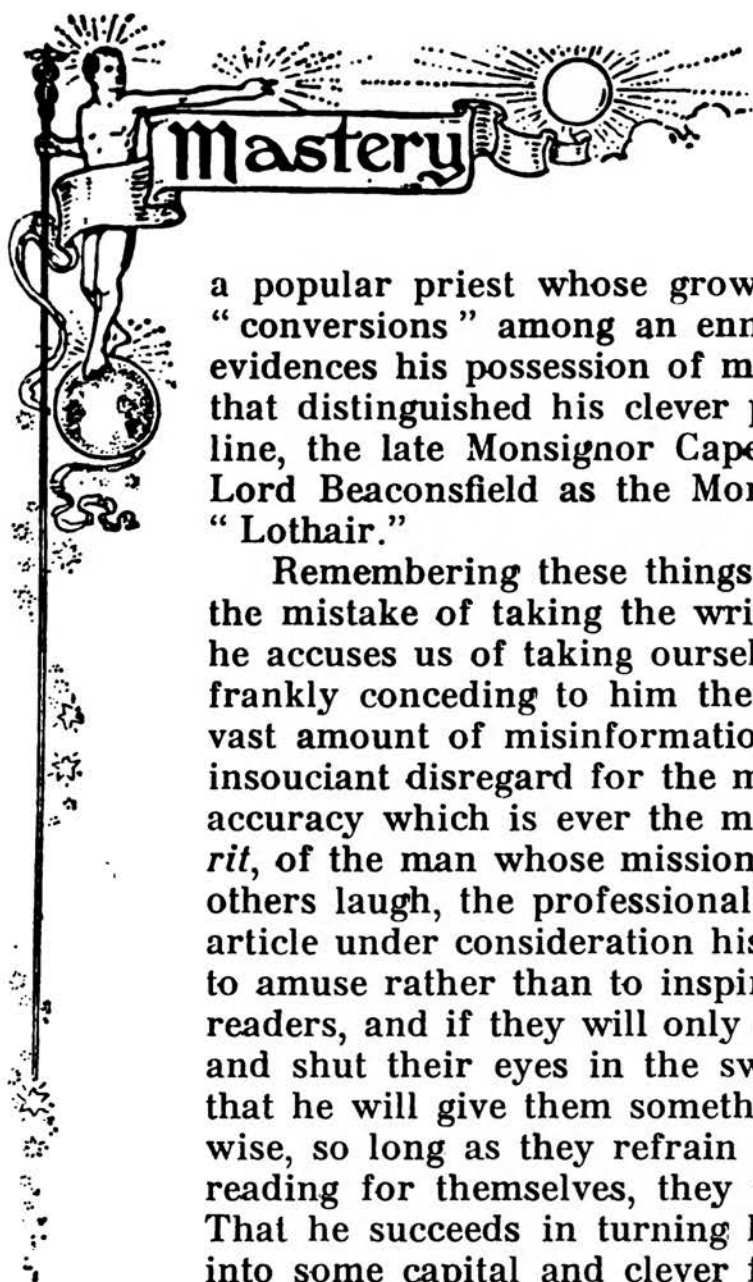 Mastery
a popular priest whose grow
“ conversions ” among an enn
evidences his possession of m
that distinguished his clever p
line, the late Monsignor Cape
Lord Beaconsfield as the Mon
“ Lothair.”
Remembering these things
the mistake of taking the wri
he accuses us of taking oursel
frankly conceding to him the
vast amount of misinformatio
insouciant disregard for the m
accuracy which is ever the m
rit, of the man whose mission
others laugh, the professional
article under consideration his
to amuse rather than to inspir
readers, and if they will only
and shut their eyes in the sw
that he will give them someth
wise, so long as they refrain
reading for themselves, they
That he succeeds in turning
into some capital and clever